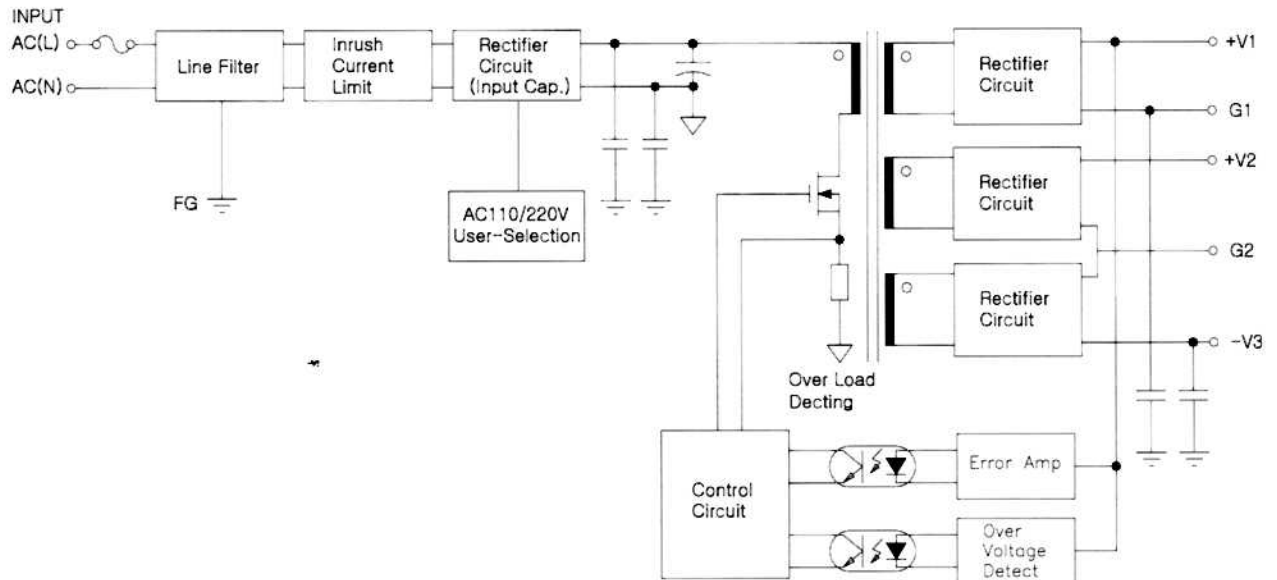 INPUT
AC(L)
AC(N)
Line Filter
Inrush
Current
Limit
Rectifier
Circuit
(Input Cap.)
FG
AC110/220V
User-Selection
Rectifier
Circuit
+V1
G1
Rectifier
Circuit
+V2
G2
Rectifier
Circuit
-V3
Over Load
Decting
Control
Circuit
Error Amp
Over
Voltage
Detect